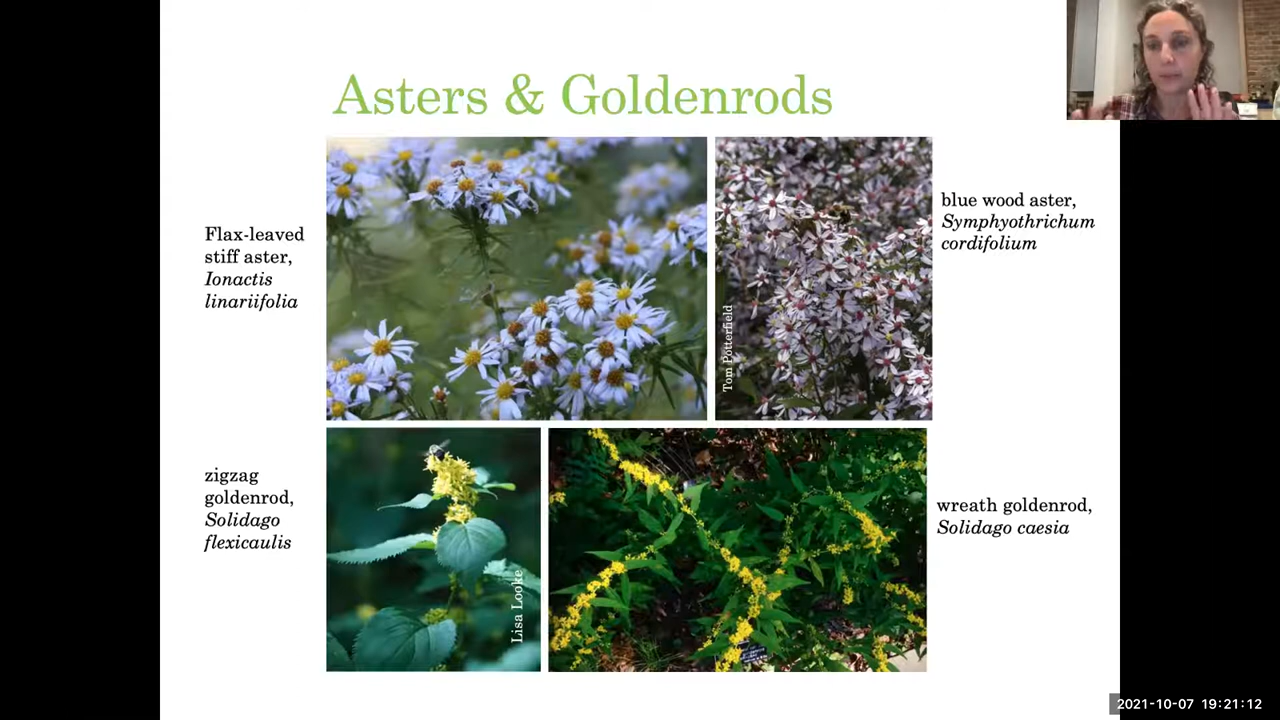 Asters & Goldenrods
Flax-leaved
stiff aster,
Ionactis
linariifolia
blue wood aster,
Symphyothrichum
cordifolium
Tom Potterfield
zigzag
goldenrod,
Solidago
flexicaulis
Lisa Looke
wreath goldenrod,
Solidago caesia
2021-10-07 19:21:12